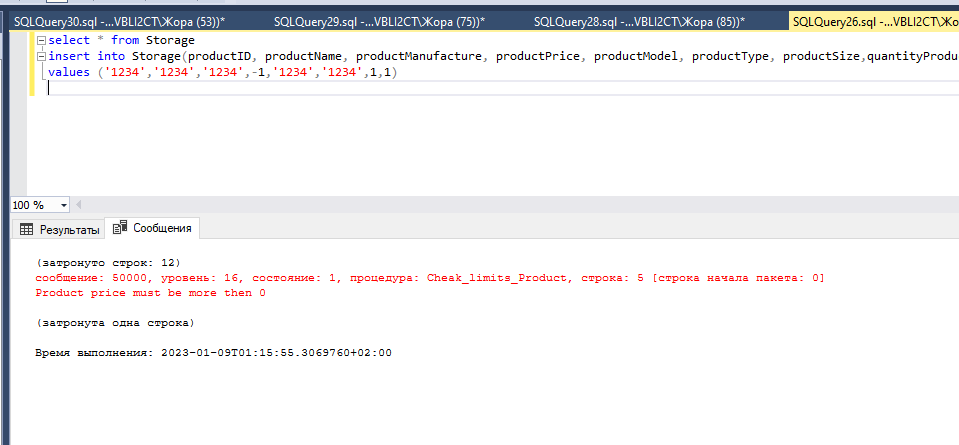 SQLQuery30.sql -...VBLI2CT\Жора (53))* SQLQuery29.sql -...VBLI2CT\Жора (75))* SQLQuery28.sql -...VBLI2CT\Жора (85))* SQLQuery26.sql -...VBLI2CT\Жо
select * from Storage
insert into Storage(productID, productName, productManufacture, productPrice, productModel, productType, productSize,quantityProdu
values ('1234','1234','1234',-1,'1234','1234',1,1)
100 %
Результаты Сообщения
(затронуто строк: 12)
сообщение: 50000, уровень: 16, состояние: 1, процедура: Cheak_limits_Product, строка: 5 [строка начала пакета: 0]
Product price must be more then 0
(затронута одна строка)
Время выполнения: 2023-01-09T01:15:55.3069760+02:00